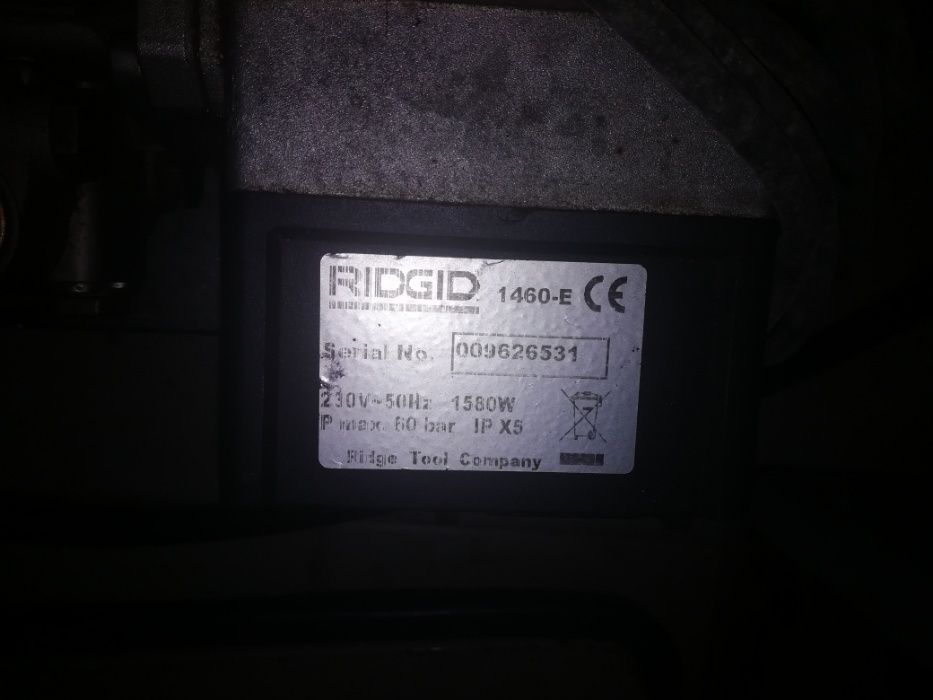 RIDGID 1460-E CE
Serial No. 009626531
230V~50Hz 1580W
P max. 60 bar IP X5
Ridge Tool Company